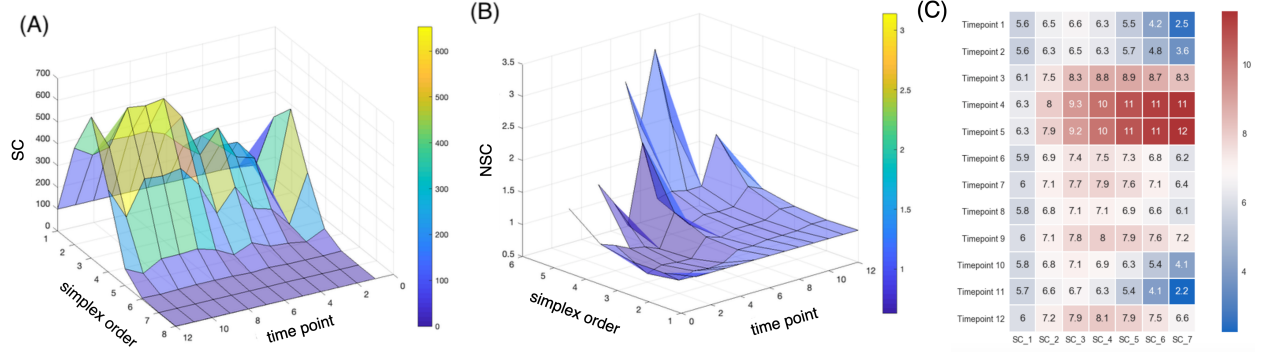 (A)
700
600
500
400
300
200
100
0
SC
1
2
3
4
5
6
7
8
simplex order
12
10
8
6
4
2
0
time point
600
500
400
300
200
100
0
(B)
3.5
3
2.5
2
1.5
1
0.5
NSC
6
5
4
3
2
1
simplex order
0
2
4
6
8
10
12
time point
3
2.5
2
1.5
1
(C)
Timepoint 1 5.6 6.5 6.6 6.3 5.5 4.2 2.5
Timepoint 2 5.6 6.3 6.5 6.3 5.7 4.8 3.6
Timepoint 3 6.1 7.5 8.3 8.8 8.9 8.7 8.3
Timepoint 4 6.3 8 9.3 10 11 11 11
Timepoint 5 6.3 7.9 9.2 10 11 11 12
Timepoint 6 5.9 6.9 7.4 7.5 7.3 6.8 6.2
Timepoint 7 6 7.1 7.7 7.9 7.6 7.1 6.4
Timepoint 8 5.8 6.8 7.1 7.1 6.9 6.6 6.1
Timepoint 9 6 7.1 7.8 8 7.9 7.6 7.2
Timepoint 10 5.8 6.8 7.1 6.9 6.3 5.4 4.1
Timepoint 11 5.7 6.6 6.7 6.3 5.4 4.1 2.2
Timepoint 12 6 7.2 7.9 8.1 7.9 7.5 6.6
SC_1 SC_2 SC_3 SC_4 SC_5 SC_6 SC_7
10
8
6
4